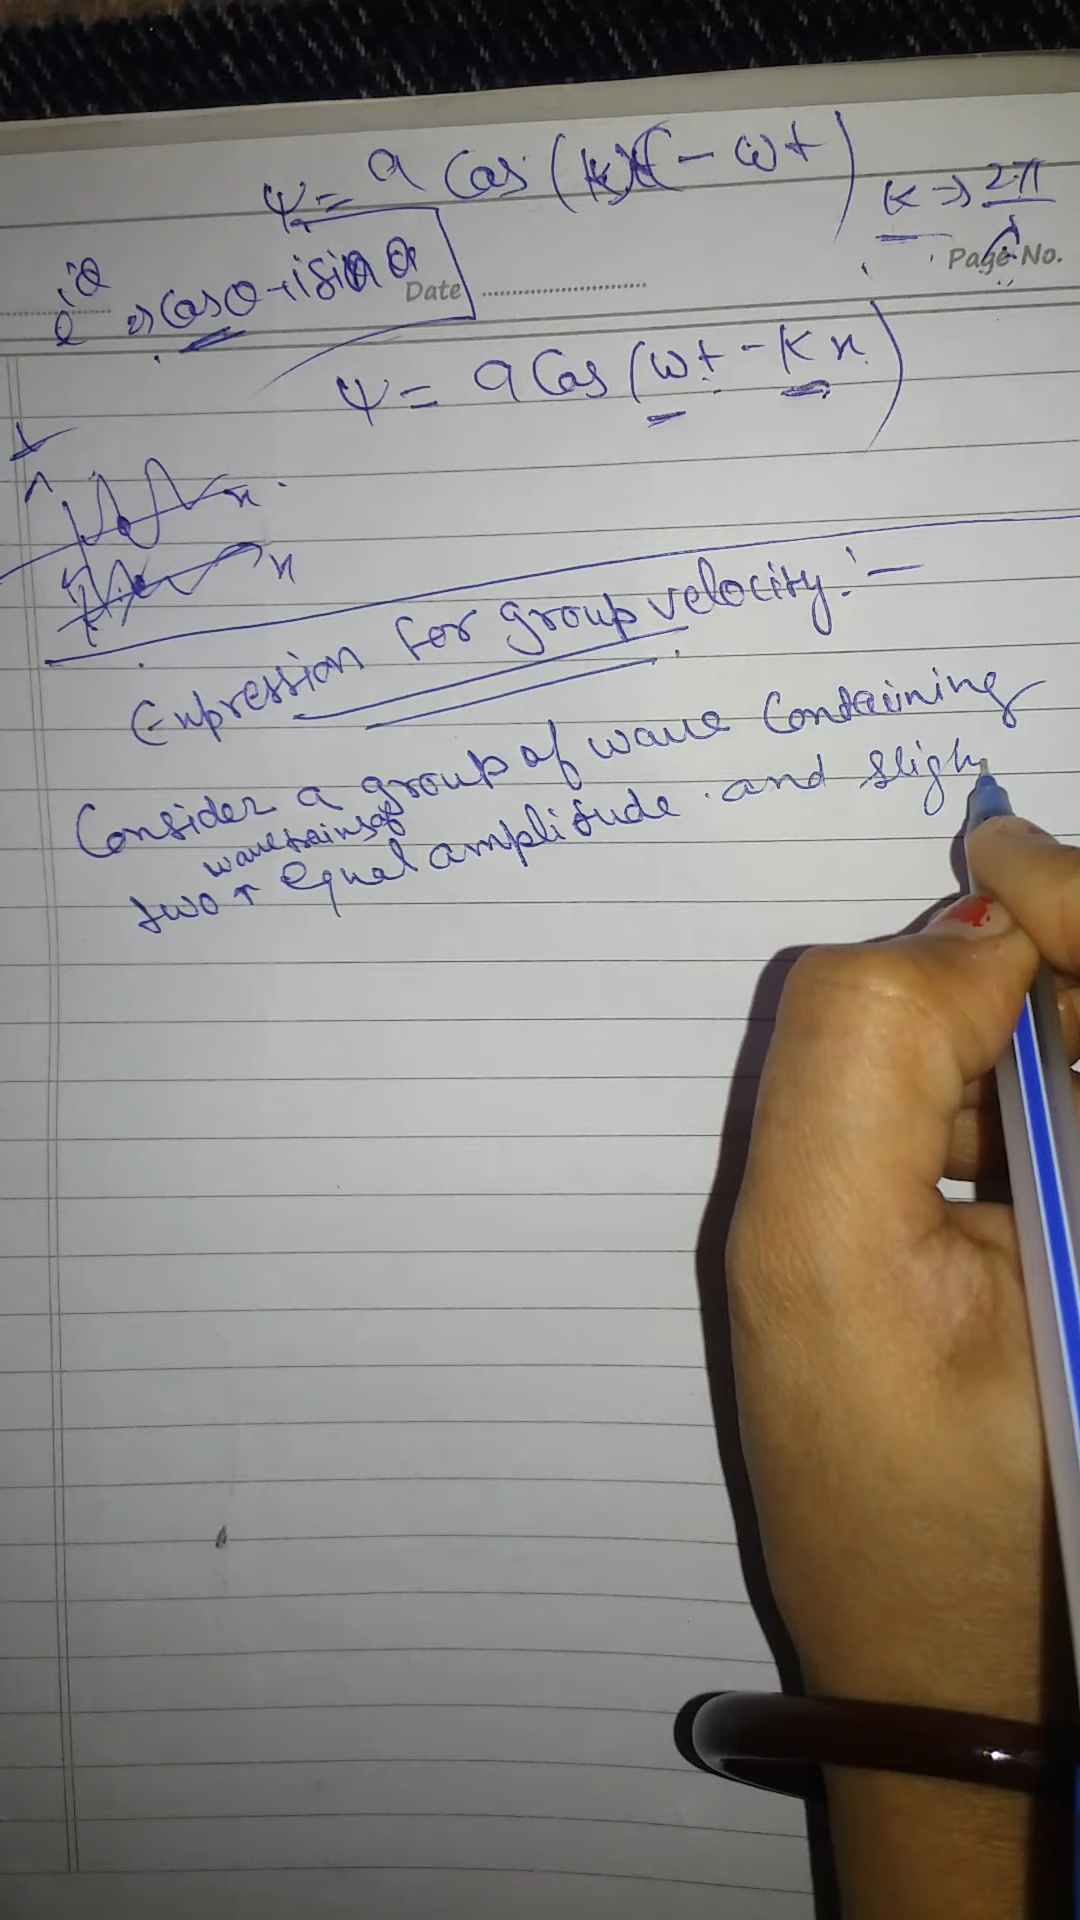 ψ = a Cos (kx - ωt)
k → 2π/λ
Page No.
e^iθ ⇒ Cosθ + i sin θ
Date
ψ = a Cos (ωt - kx)
x
x
Expression for group velocity :-
Consider a group of wave Containing
wave trains of
two ↑ equal amplitude and sligh